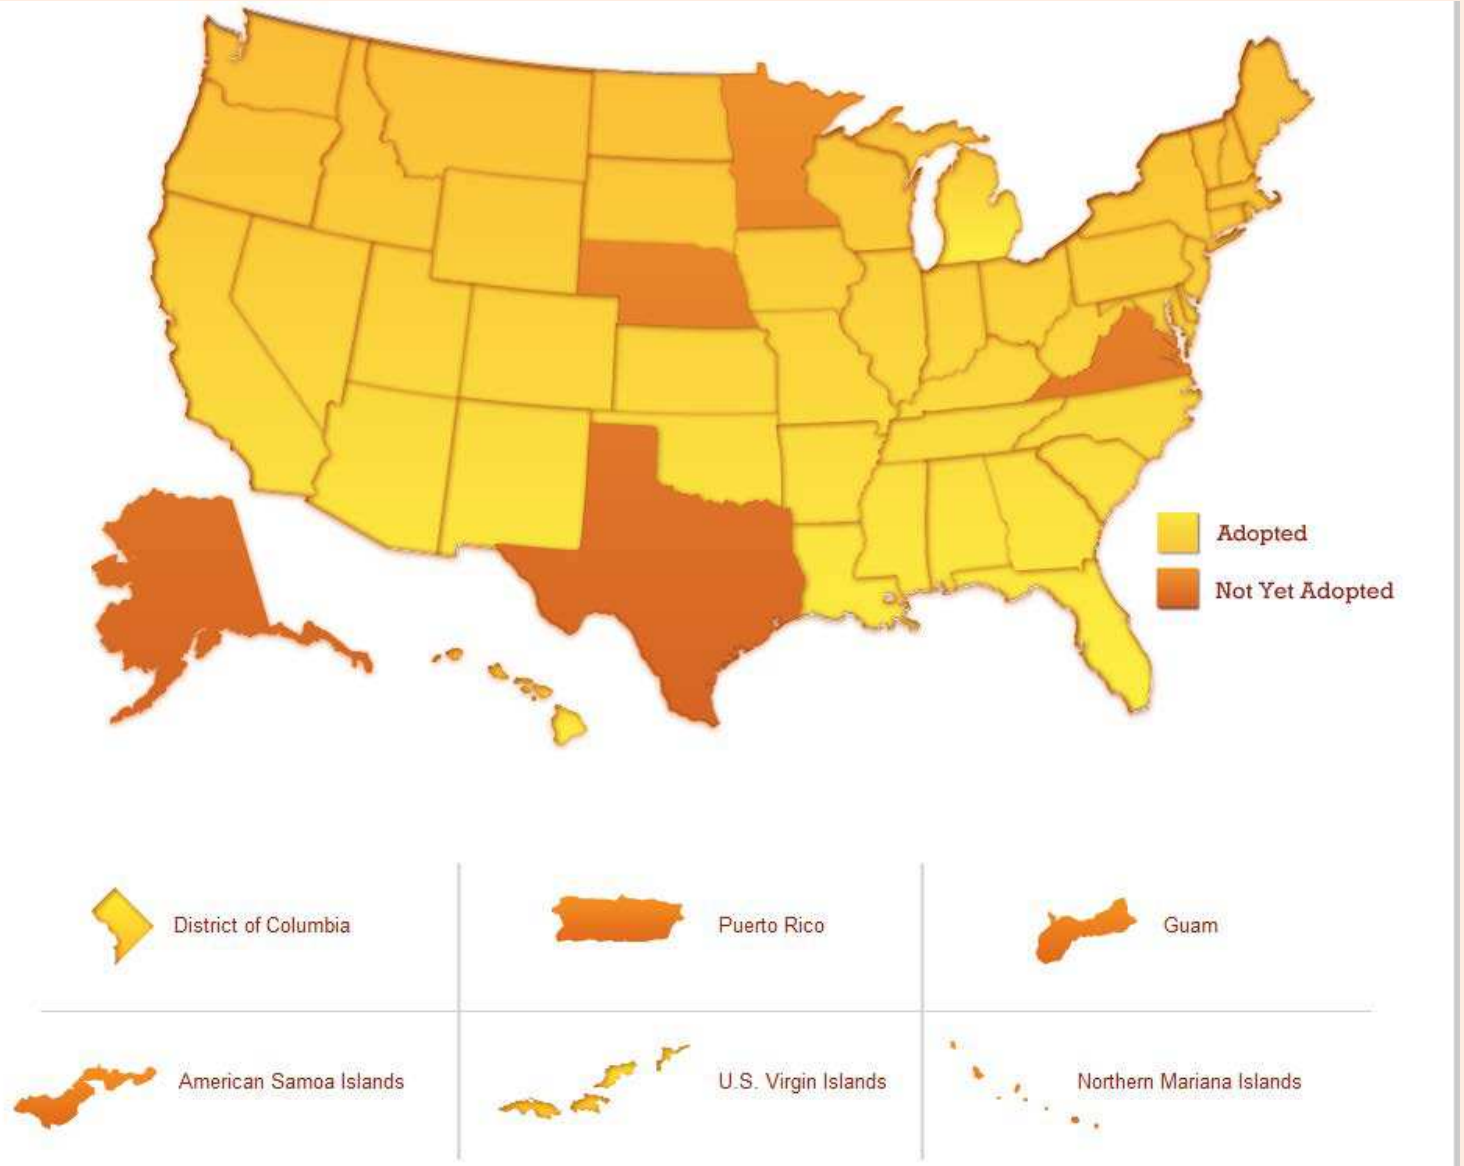 Adopted
Not Yet Adopted
District of Columbia
Puerto Rico
Guam
American Samoa Islands
U.S. Virgin Islands
Northern Mariana Islands